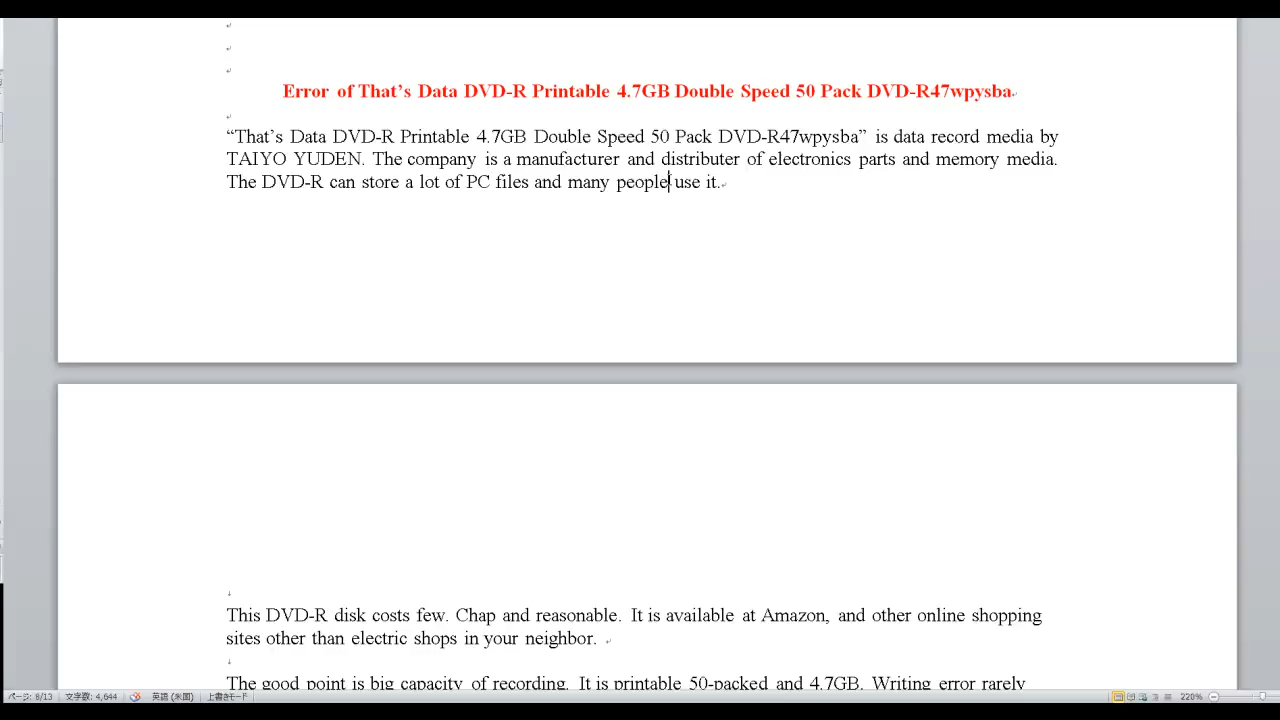 Error of That’s Data DVD-R Printable 4.7GB Double Speed 50 Pack DVD-R47wpysba
“That’s Data DVD-R Printable 4.7GB Double Speed 50 Pack DVD-R47wpysba” is data record media by
TAIYO YUDEN. The company is a manufacturer and distributer of electronics parts and memory media.
The DVD-R can store a lot of PC files and many people use it.
This DVD-R disk costs few. Chap and reasonable. It is available at Amazon, and other online shopping
sites other than electric shops in your neighbor.
The good point is big capacity of recording. It is printable 50-packed and 4.7GB. Writing error rarely
ページ: 8/13 文字数: 4,644 英語 (米国) 上書きモード 220%